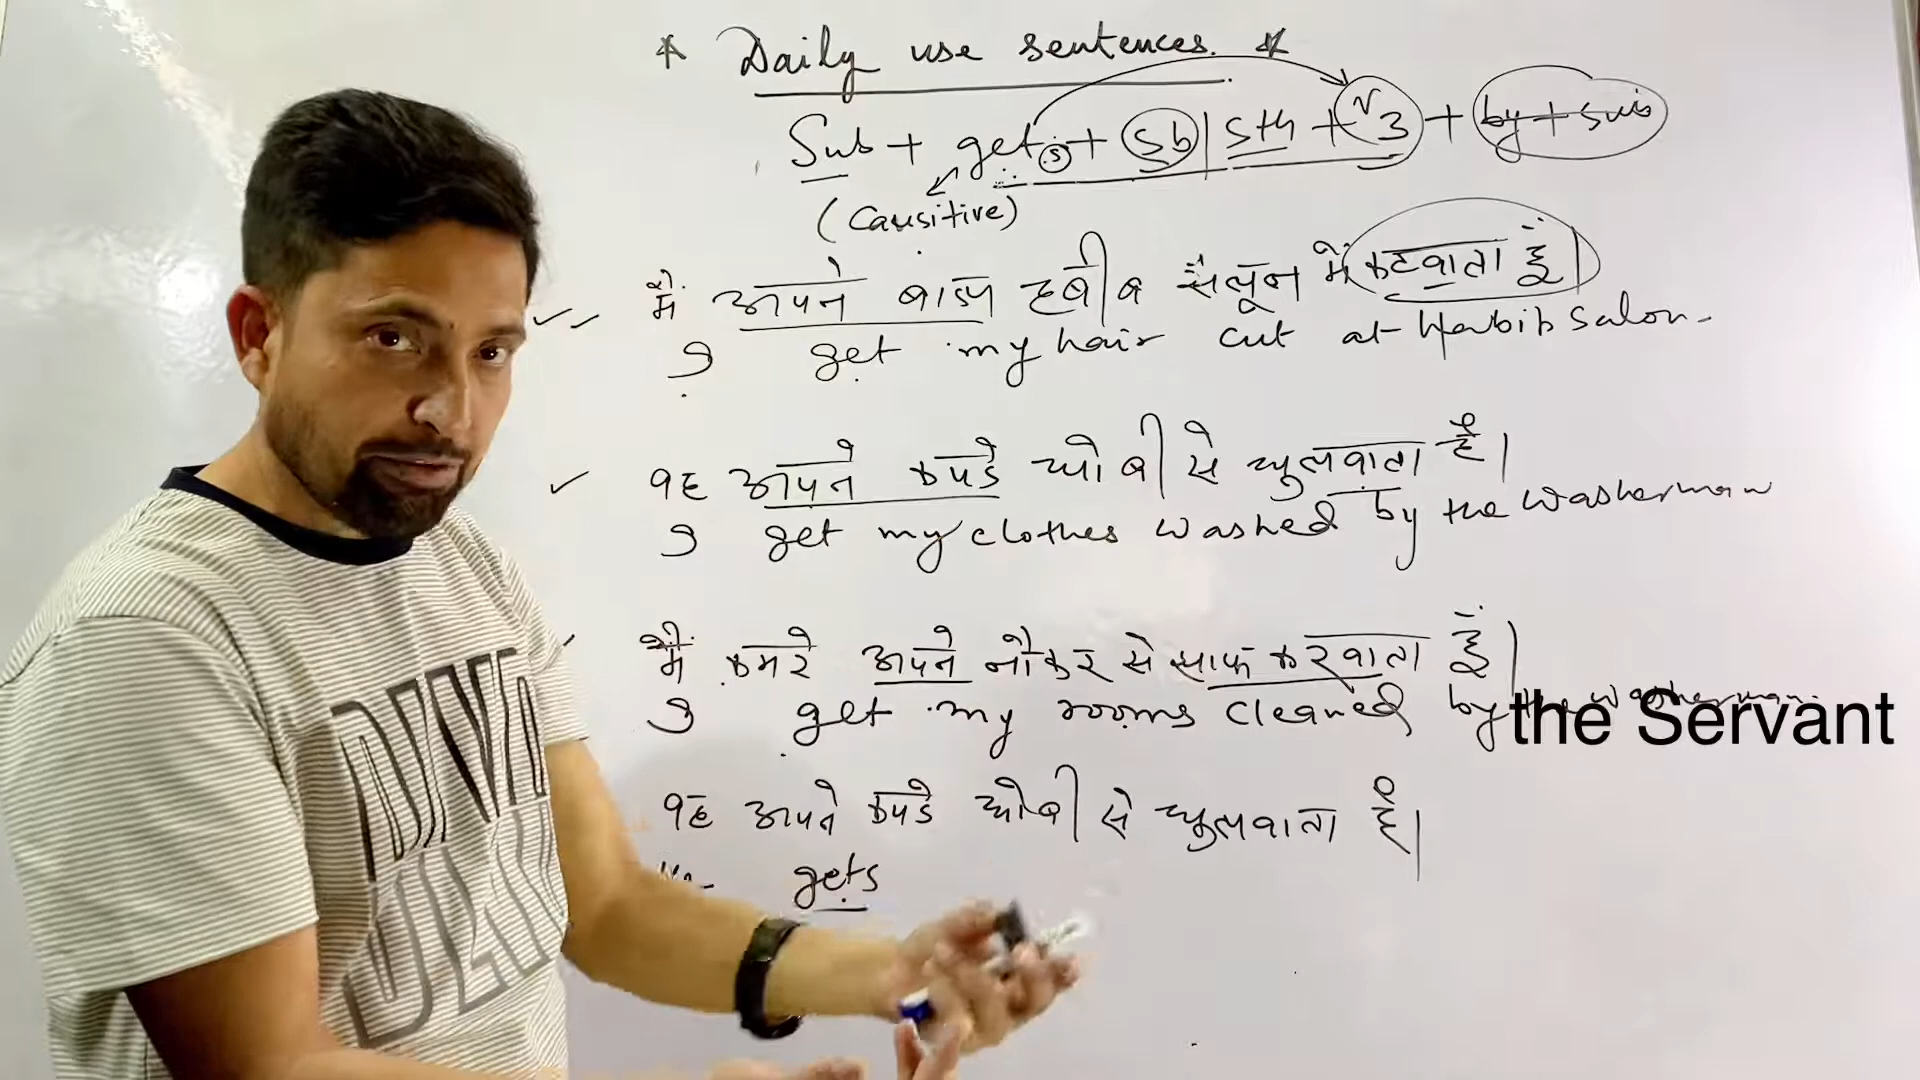 * Daily use sentences. *
Sub + get(s) + Sb | Sth + v3 + by + sub
(Causitive)
मैं अपने बाल हबीब सैलून में कटवाता हूँ।
I get my hair cut at Habib Salon.
वह अपने कपडे धोबी से धुलवाता है।
I get my clothes washed by the washerman
मैं कमरे अपने नौकर से साफ करवाता हूँ।
I get my rooms cleaned by the washerman.
the Servant
वह अपने कपडे धोबी से धुलवाता है।
gets
DIVO